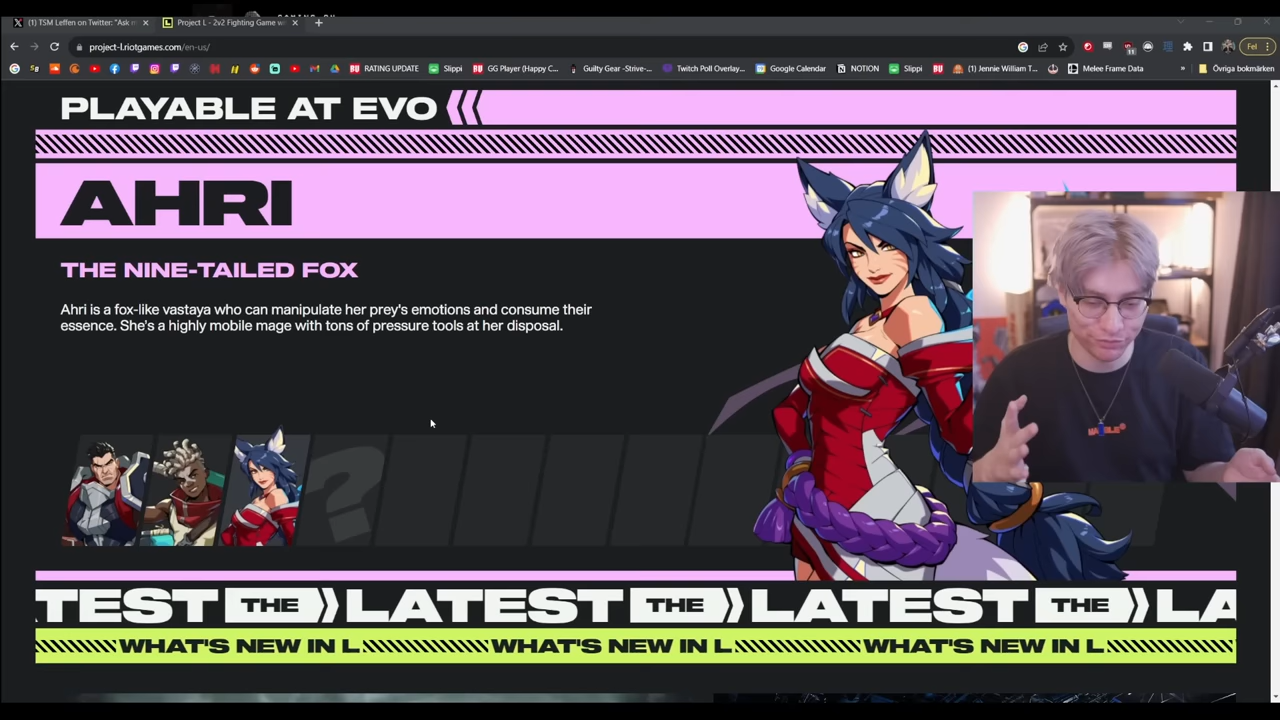 GAMING ON
(1) TSM Leffen on Twitter: "Ask m
Project L - 2v2 Fighting Game w
project-l.riotgames.com/en-us/
Fel
RATING UPDATE
Slippi
GG Player (Happy C...
Guilty Gear -Strive-...
Twitch Poll Overlay...
Google Calendar
NOTION
Slippi
(1) Jennie William T...
Melee Frame Data
Övriga bokmärken
PLAYABLE AT EVO
AHRI
THE NINE-TAILED FOX
Ahri is a fox-like vastaya who can manipulate her prey's emotions and consume their
essence. She's a highly mobile mage with tons of pressure tools at her disposal.
?
TEST THE LATEST THE LATEST THE LA
WHAT'S NEW IN L WHAT'S NEW IN L WHAT'S NEW IN L